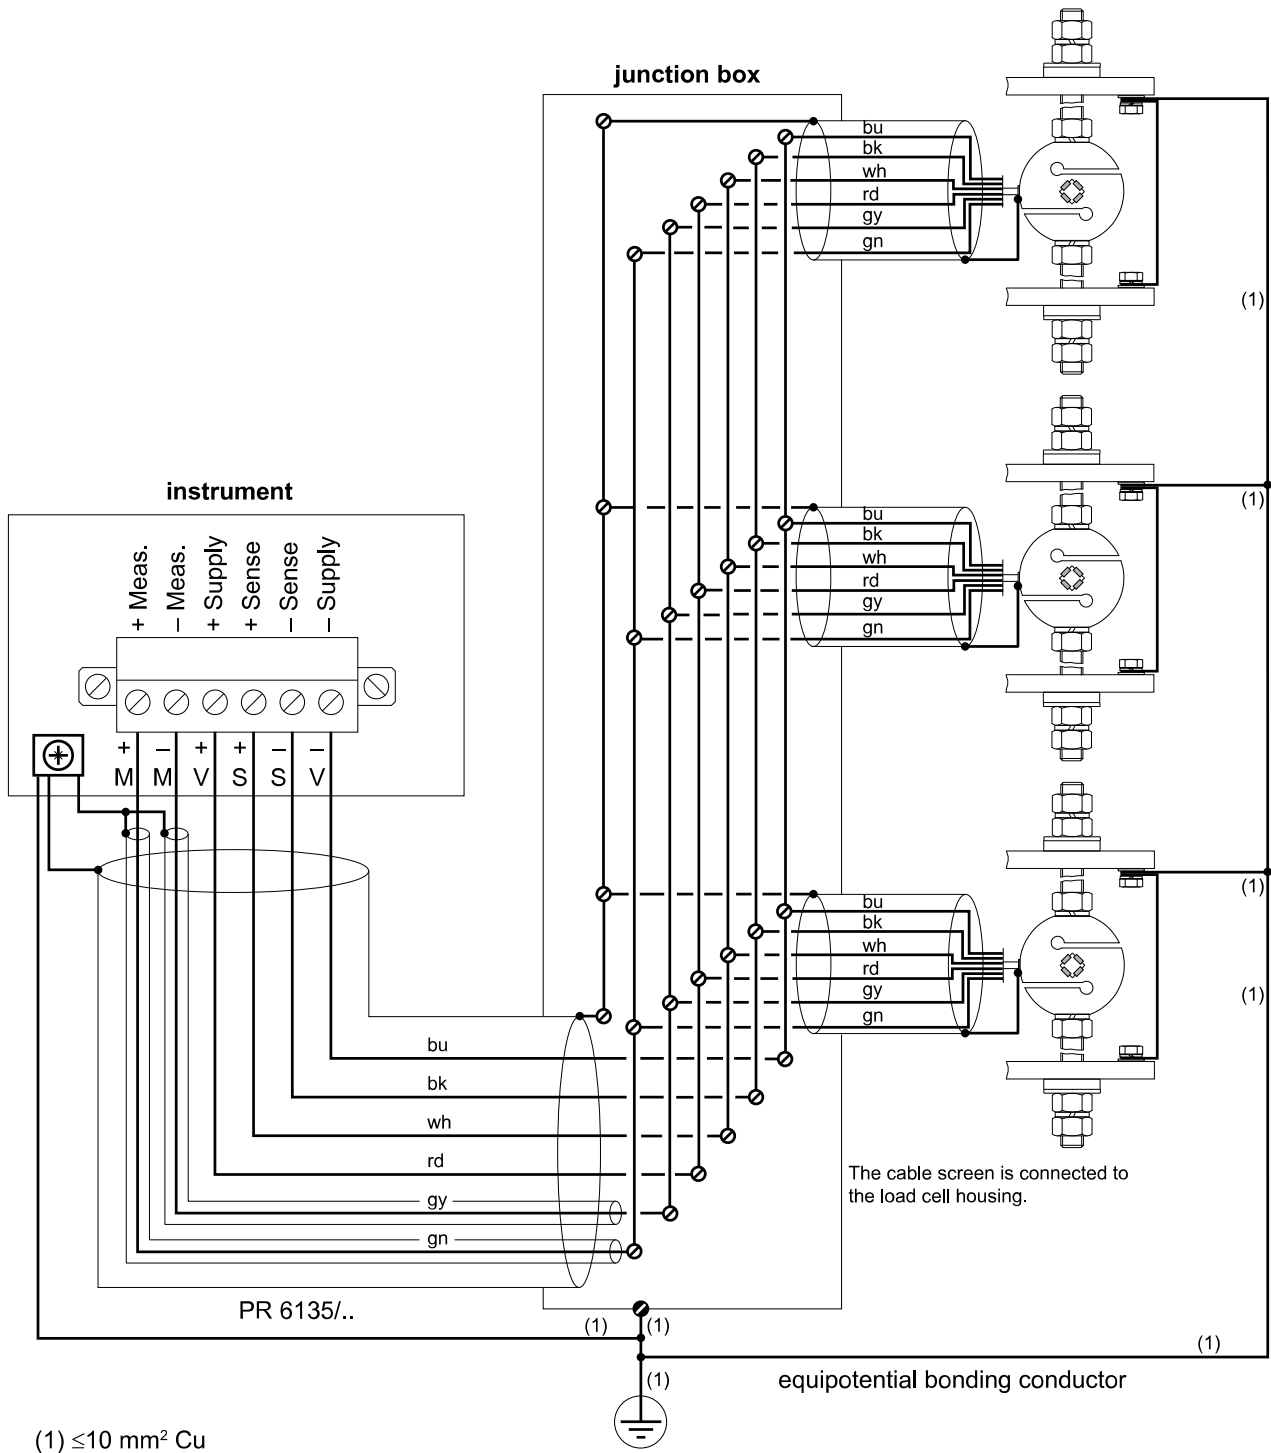 junction box
bu
bk
wh
rd
gy
gn
(1)
instrument
+ Meas.
– Meas.
+ Supply
+ Sense
– Sense
– Supply
(1)
bu
bk
wh
rd
gy
gn
+ – + + – –
M M V S S V
(1)
bu
bk
wh
rd
gy
gn
(1)
bu
bk
wh
rd
gy
gn
The cable screen is connected to
the load cell housing.
PR 6135/..
(1) (1) (1)
(1)
equipotential bonding conductor
(1) ≤10 mm² Cu